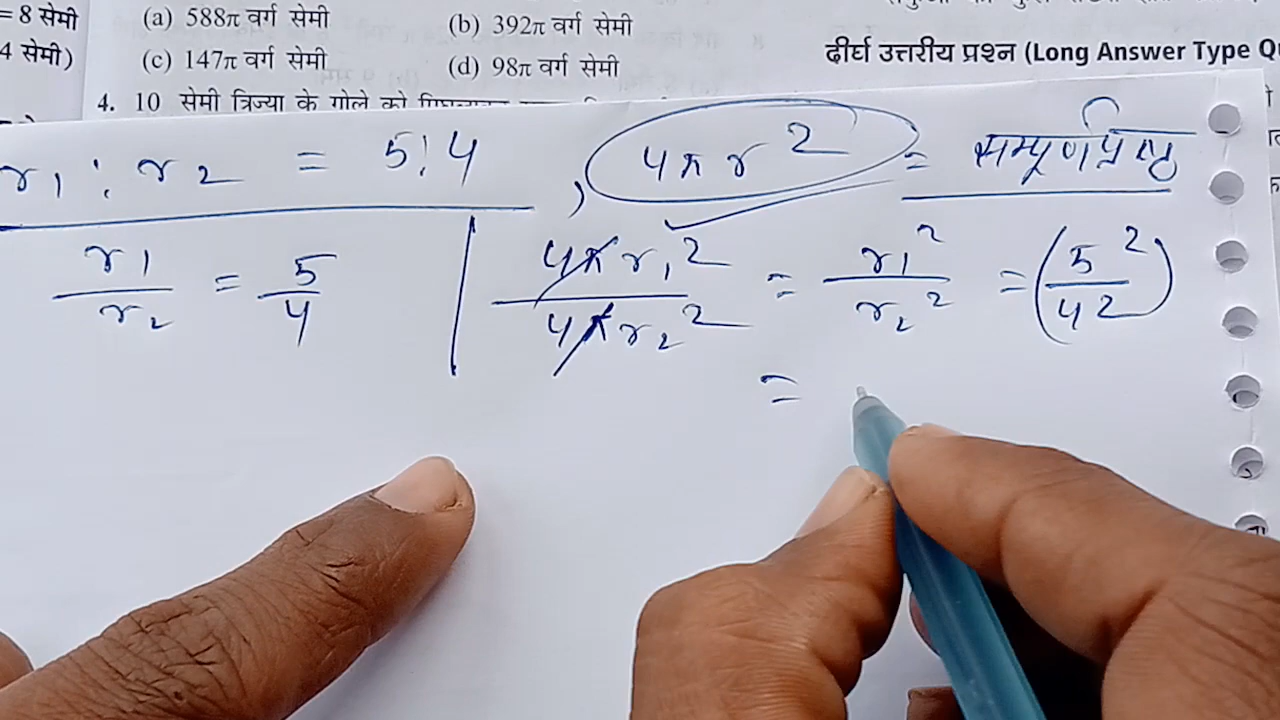 = 8 सेमी (a) 588π वर्ग सेमी (b) 392π वर्ग सेमी
4 सेमी) (c) 147π वर्ग सेमी (d) 98π वर्ग सेमी
दीर्घ उत्तरीय प्रश्न (Long Answer Type Qu
4. 10 सेमी त्रिज्या के गोले को
r1 : r2 = 5:4 , 4πr² = सम्पूर्णपृष्ठ
r1/r2 = 5/4 | 4πr1²/4πr2² = r1²/r2² = (5²/4²)
=